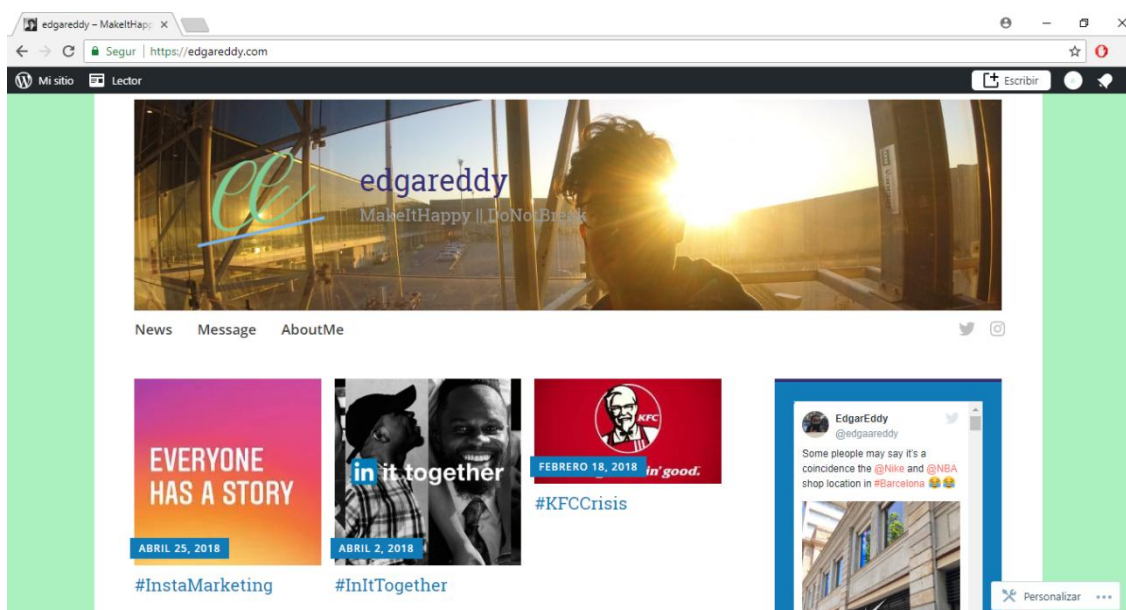 edgareddy – MakeItHap
Segur | https://edgareddy.com
Mi sitio Lector Escribir
ee
edgareddy
MakeItHappy || DoNotBreak
News Message AboutMe
EVERYONE
HAS A STORY
ABRIL 25, 2018
#InstaMarketing
in it together
ABRIL 2, 2018
#InItTogether
KFC
in' good.
FEBRERO 18, 2018
#KFCCrisis
EdgarEddy
@edgaareddy
Some pleople may say it's a
coincidence the @Nike and @NBA
shop location in #Barcelona 😂😂
Personalizar